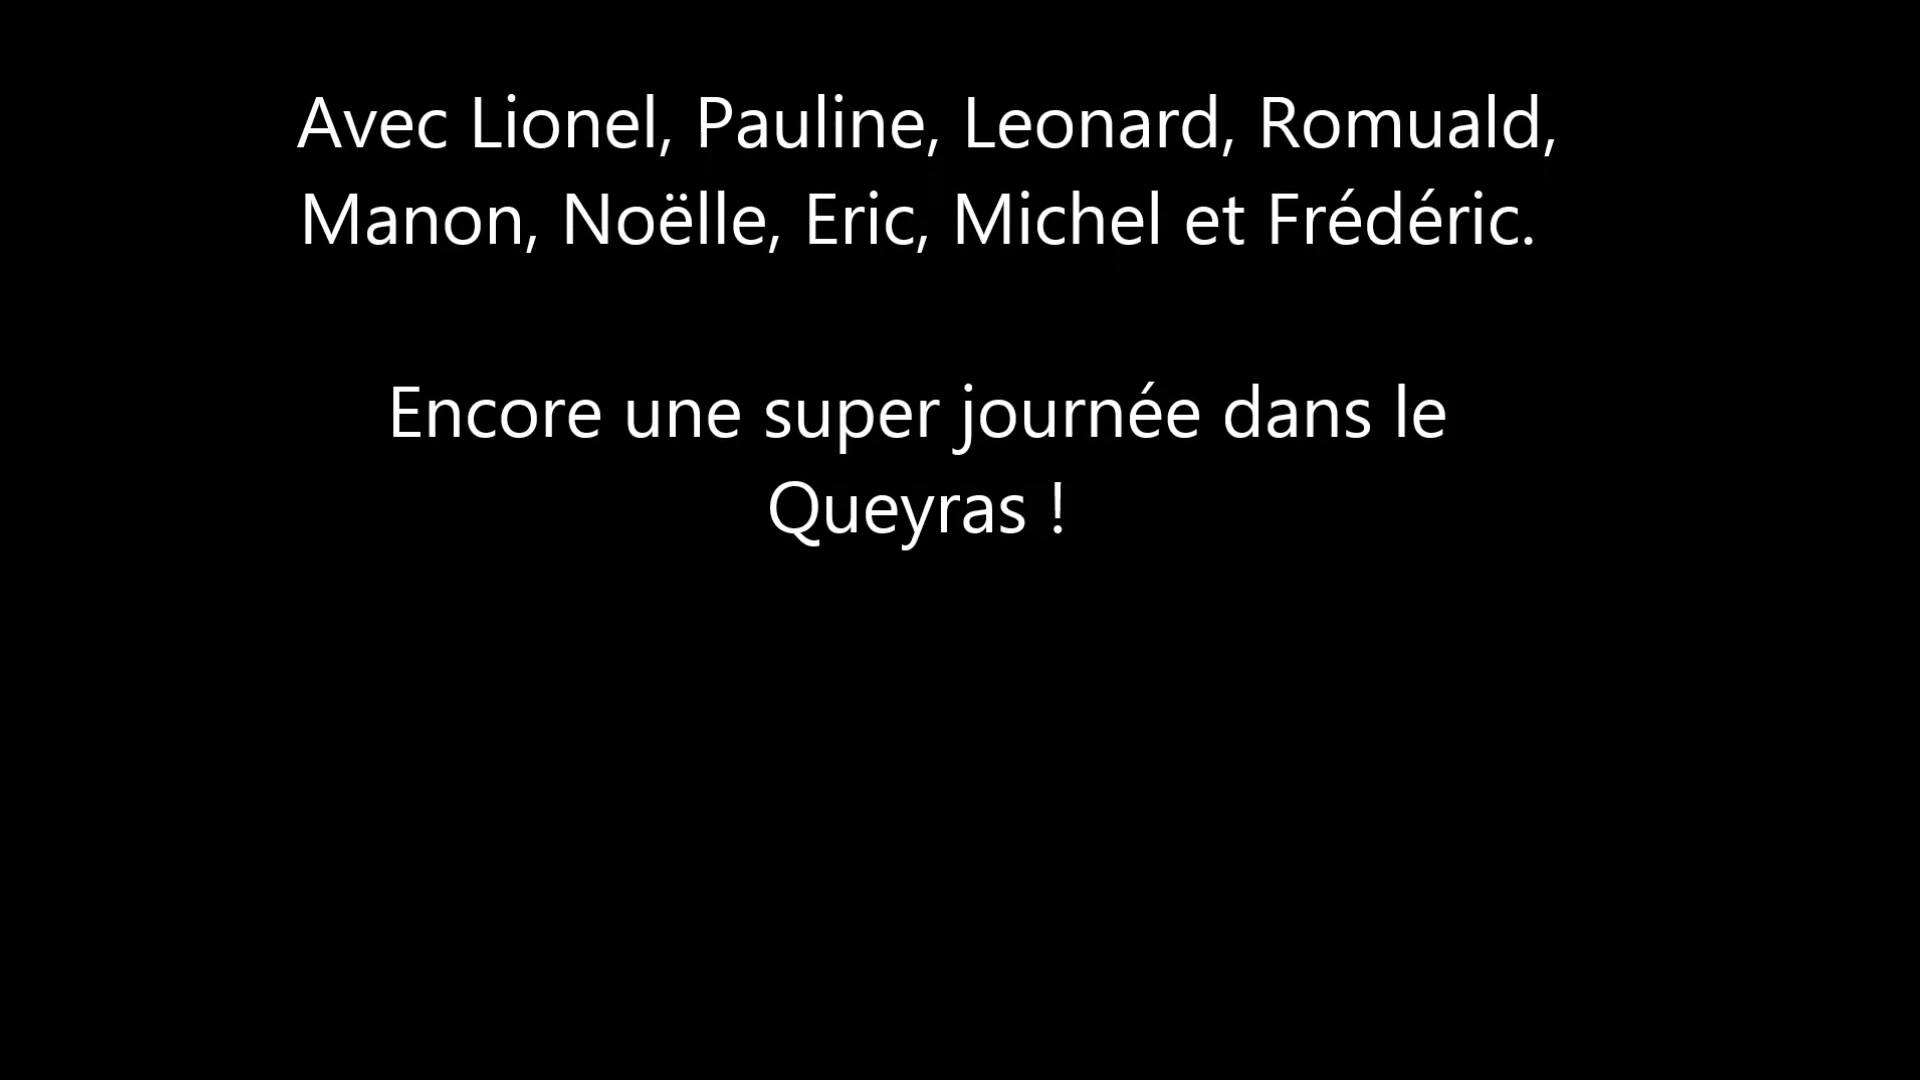 Avec Lionel, Pauline, Leonard, Romuald,
Manon, Noëlle, Eric, Michel et Frédéric.
Encore une super journée dans le
Queyras !